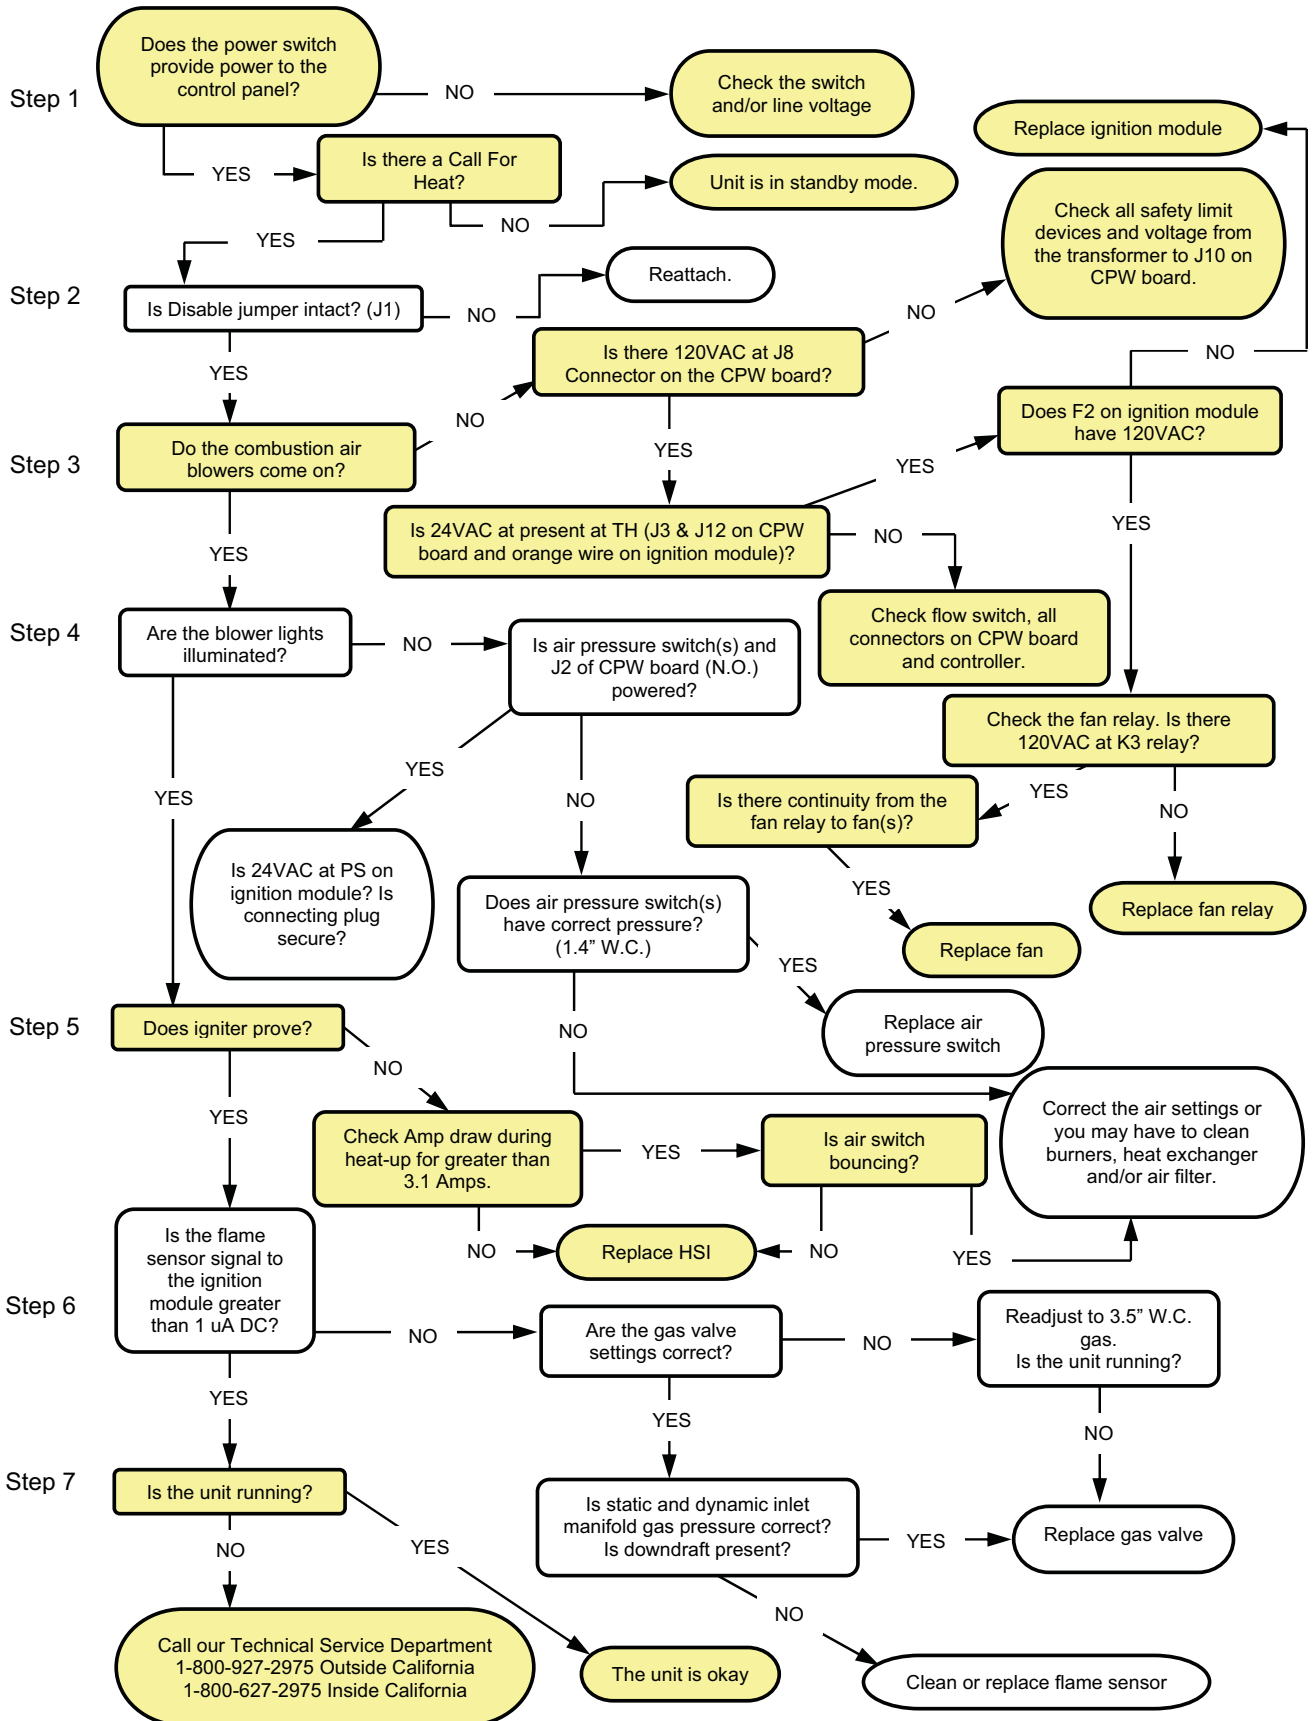 Step 1
Does the power switch
provide power to the
control panel?
NO
Check the switch
and/or line voltage
Replace ignition module
YES
Is there a Call For
Heat?
NO
Unit is in standby mode.
Check all safety limit
devices and voltage from
the transformer to J10 on
CPW board.
YES
Step 2
Is Disable jumper intact? (J1)
NO
Reattach.
NO
Is there 120VAC at J8
Connector on the CPW board?
NO
YES
NO
Does F2 on ignition module
have 120VAC?
Step 3
Do the combustion air
blowers come on?
YES
YES
Is 24VAC at present at TH (J3 & J12 on CPW
board and orange wire on ignition module)?
NO
YES
YES
Check flow switch, all
connectors on CPW board
and controller.
Step 4
Are the blower lights
illuminated?
NO
Is air pressure switch(s) and
J2 of CPW board (N.O.)
powered?
Check the fan relay. Is there
120VAC at K3 relay?
YES
YES
NO
Is there continuity from the
fan relay to fan(s)?
YES
NO
Is 24VAC at PS on
ignition module? Is
connecting plug
secure?
Does air pressure switch(s)
have correct pressure?
(1.4” W.C.)
YES
Replace fan relay
Replace fan
YES
Replace air
pressure switch
NO
Step 5
Does igniter prove?
NO
YES
Check Amp draw during
heat-up for greater than
3.1 Amps.
YES
Is air switch
bouncing?
Correct the air settings or
you may have to clean
burners, heat exchanger
and/or air filter.
NO
Replace HSI
NO
YES
Step 6
Is the flame
sensor signal to
the ignition
module greater
than 1 uA DC?
NO
Are the gas valve
settings correct?
NO
Readjust to 3.5” W.C.
gas.
Is the unit running?
YES
YES
NO
Step 7
Is the unit running?
Is static and dynamic inlet
manifold gas pressure correct?
Is downdraft present?
YES
Replace gas valve
NO
YES
NO
Call our Technical Service Department
1-800-927-2975 Outside California
1-800-627-2975 Inside California
The unit is okay
Clean or replace flame sensor